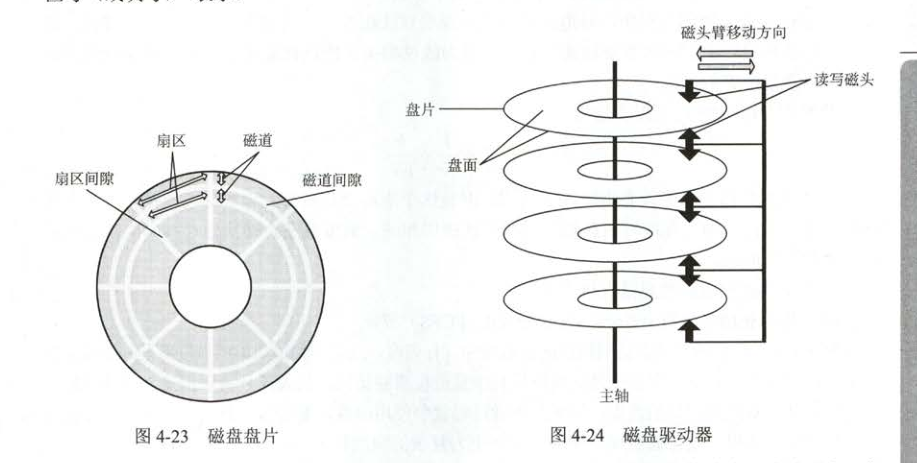 扇区
磁道
扇区间隙
磁道间隙
图 4-23 磁盘盘片
磁头臂移动方向
读写磁头
盘片
盘面
主轴
图 4-24 磁盘驱动器